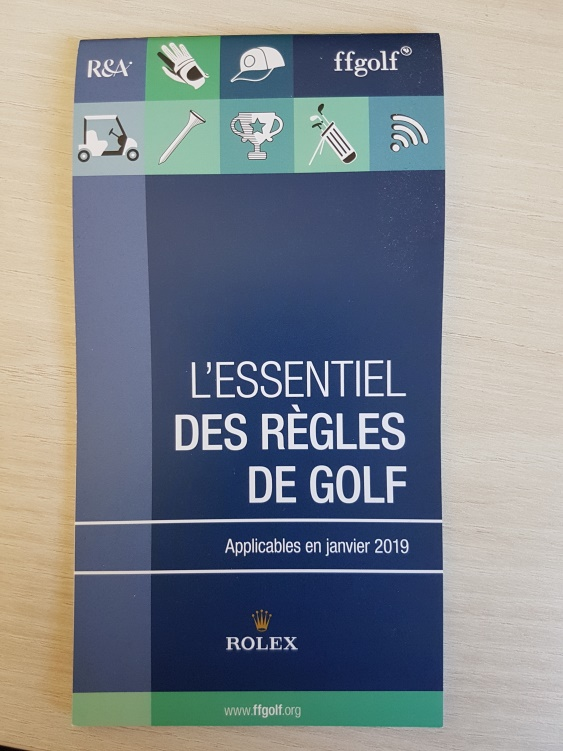 R&A
ffgolf
L'ESSENTIEL
DES RÈGLES
DE GOLF
Applicables en janvier 2019
ROLEX
www.ffgolf.org